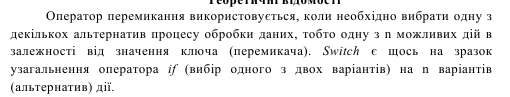 Теоретичні відомості
Оператор перемикання використовується, коли необхідно вибрати одну з
декількох альтернатив процесу обробки даних, тобто одну з n можливих дій в
залежності від значення ключа (перемикача). Switch є щось на зразок
узагальнення оператора if (вибір одного з двох варіантів) на n варіантів
(альтернатив) дії.